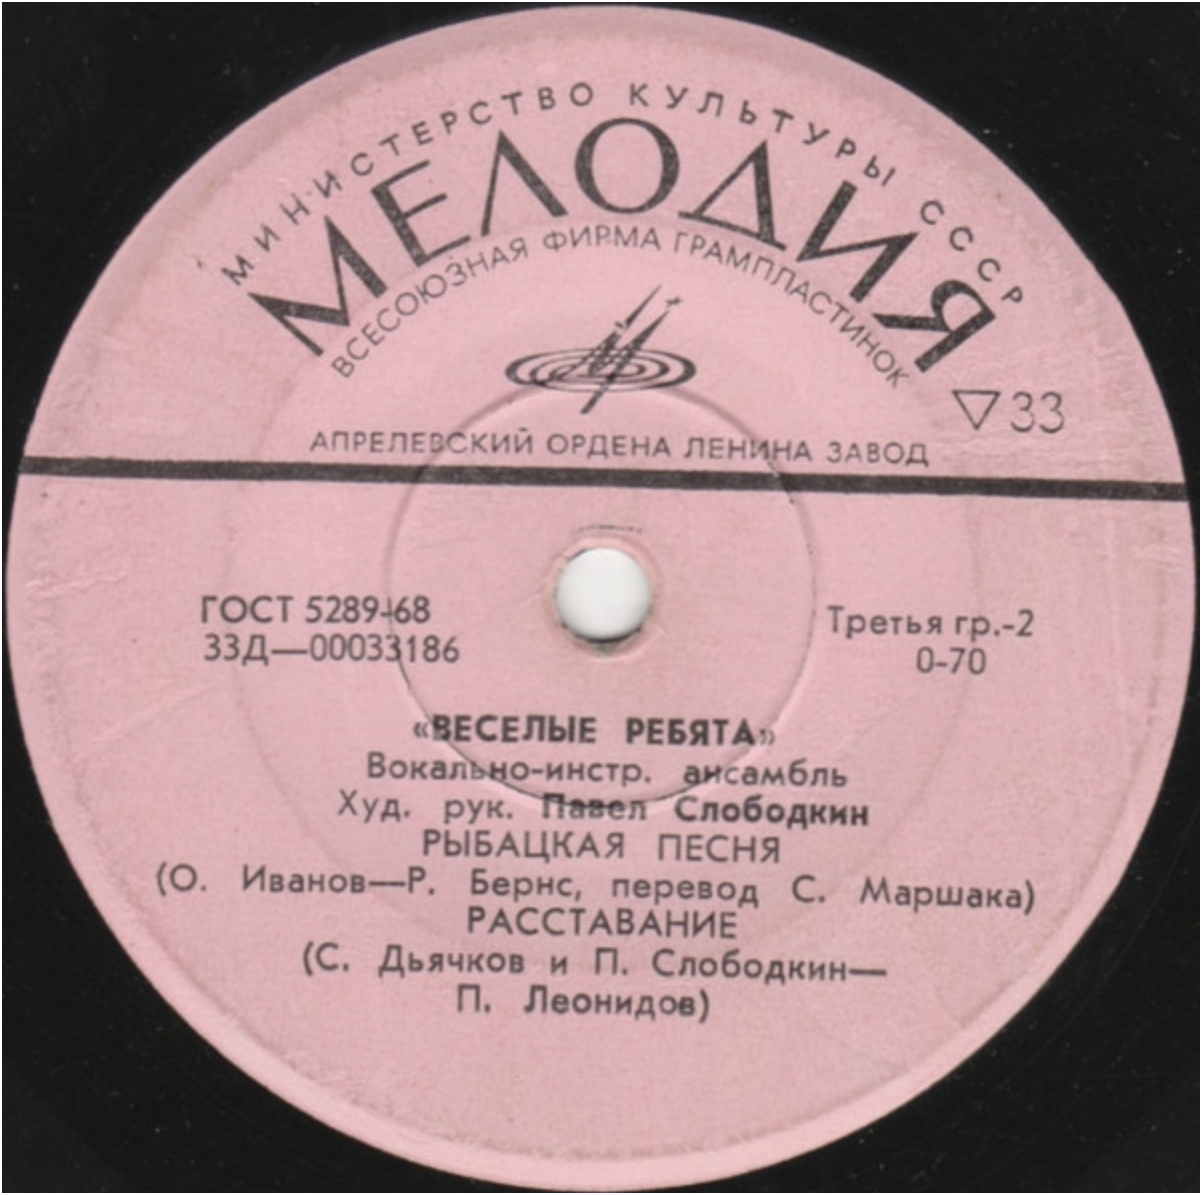 МИНИСТЕРСТВО КУЛЬТУРЫ СССР
МЕЛОДИЯ
ВСЕСОЮЗНАЯ ФИРМА ГРАМПЛАСТИНОК
▽33
АПРЕЛЕВСКИЙ ОРДЕНА ЛЕНИНА ЗАВОД
ГОСТ 5289-68
33Д—00033186
Третья гр.-2
0-70
«ВЕСЕЛЫЕ РЕБЯТА»
Вокально-инстр. ансамбль
Худ. рук. Павел Слободкин
РЫБАЦКАЯ ПЕСНЯ
(О. Иванов—Р. Бернс, перевод С. Маршака)
РАССТАВАНИЕ
(С. Дьячков и П. Слободкин—
П. Леонидов)